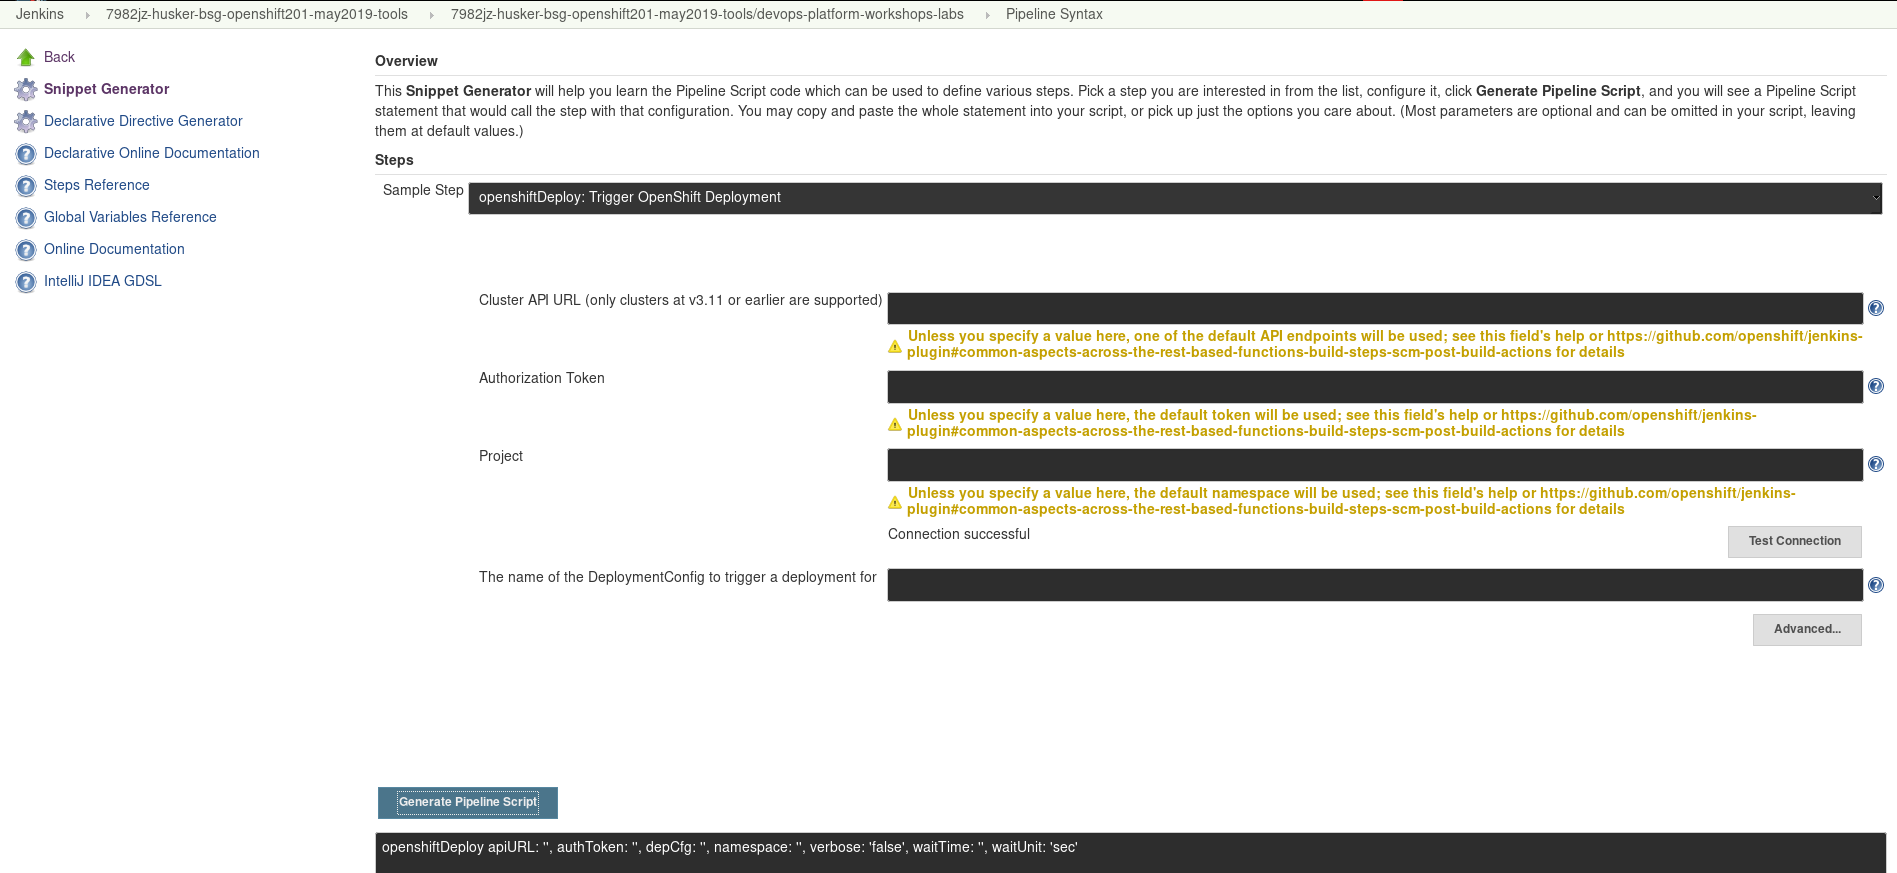 Jenkins 7982jz-husker-bsg-openshift201-may2019-tools 7982jz-husker-bsg-openshift201-may2019-tools/devops-platform-workshops-labs Pipeline Syntax
Back
Snippet Generator
Declarative Directive Generator
Declarative Online Documentation
Steps Reference
Global Variables Reference
Online Documentation
IntelliJ IDEA GDSL
Overview
This Snippet Generator will help you learn the Pipeline Script code which can be used to define various steps. Pick a step you are interested in from the list, configure it, click Generate Pipeline Script, and you will see a Pipeline Script
statement that would call the step with that configuration. You may copy and paste the whole statement into your script, or pick up just the options you care about. (Most parameters are optional and can be omitted in your script, leaving
them at default values.)
Steps
Sample Step openshiftDeploy: Trigger OpenShift Deployment
Cluster API URL (only clusters at v3.11 or earlier are supported)
Unless you specify a value here, one of the default API endpoints will be used; see this field's help or https://github.com/openshift/jenkins-
plugin#common-aspects-across-the-rest-based-functions-build-steps-scm-post-build-actions for details
Authorization Token
Unless you specify a value here, the default token will be used; see this field's help or https://github.com/openshift/jenkins-
plugin#common-aspects-across-the-rest-based-functions-build-steps-scm-post-build-actions for details
Project
Unless you specify a value here, the default namespace will be used; see this field's help or https://github.com/openshift/jenkins-
plugin#common-aspects-across-the-rest-based-functions-build-steps-scm-post-build-actions for details
Connection successful Test Connection
The name of the DeploymentConfig to trigger a deployment for
Advanced...
Generate Pipeline Script
openshiftDeploy apiURL: '', authToken: '', depCfg: '', namespace: '', verbose: 'false', waitTime: '', waitUnit: 'sec'